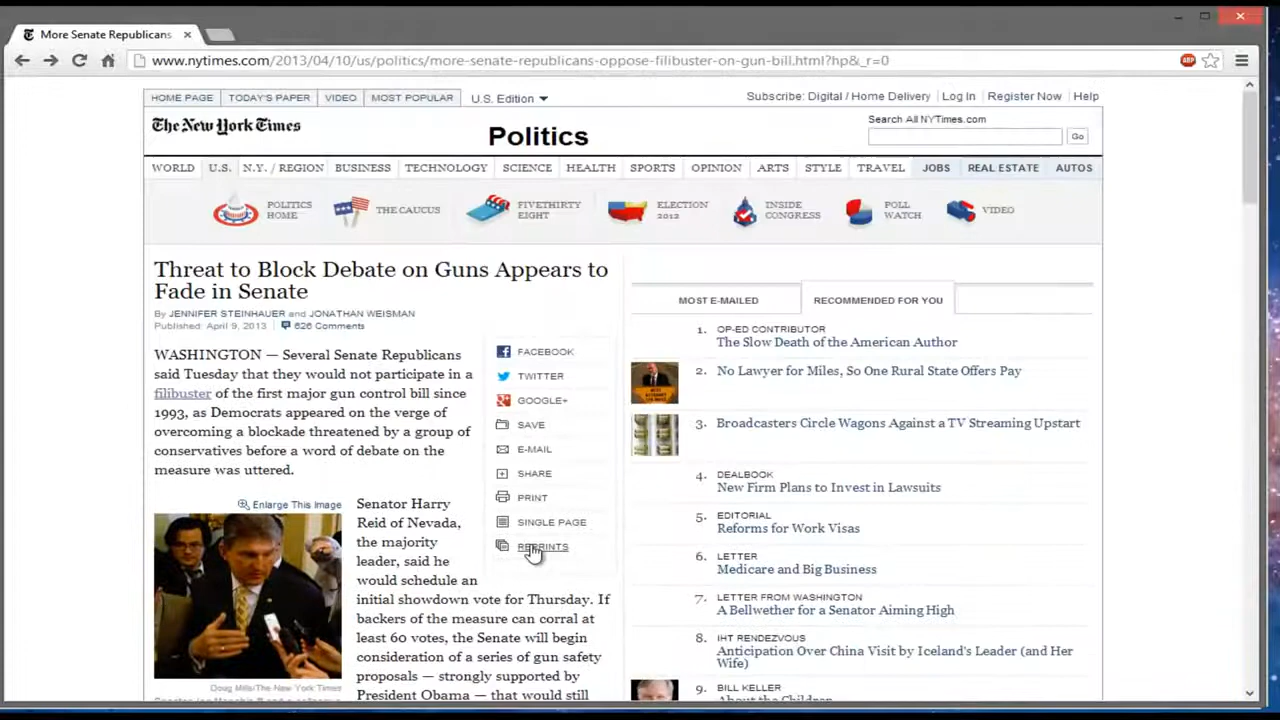 More Senate Republicans
www.nytimes.com/2013/04/10/us/politics/more-senate-republicans-oppose-filibuster-on-gun-bill.html?hp&_r=0
ABP
HOME PAGE TODAY'S PAPER VIDEO MOST POPULAR U.S. Edition
Subscribe: Digital / Home Delivery Log In Register Now Help
The New York Times
Politics
Search All NYTimes.com
Go
WORLD U.S. N.Y. / REGION BUSINESS TECHNOLOGY SCIENCE HEALTH SPORTS OPINION ARTS STYLE TRAVEL JOBS REAL ESTATE AUTOS
POLITICS HOME
THE CAUCUS
FIVETHIRTY EIGHT
ELECTION 2012
INSIDE CONGRESS
POLL WATCH
VIDEO
Threat to Block Debate on Guns Appears to
Fade in Senate
By JENNIFER STEINHAUER and JONATHAN WEISMAN
Published: April 9, 2013 626 Comments
WASHINGTON — Several Senate Republicans
said Tuesday that they would not participate in a
filibuster of the first major gun control bill since
1993, as Democrats appeared on the verge of
overcoming a blockade threatened by a group of
conservatives before a word of debate on the
measure was uttered.
FACEBOOK
TWITTER
GOOGLE+
SAVE
E-MAIL
SHARE
PRINT
SINGLE PAGE
REPRINTS
Enlarge This Image
Doug Mills/The New York Times
Senator Harry
Reid of Nevada,
the majority
leader, said he
would schedule an
initial showdown vote for Thursday. If
backers of the measure can corral at
least 60 votes, the Senate will begin
consideration of a series of gun safety
proposals — strongly supported by
President Obama — that would still
MOST E-MAILED
RECOMMENDED FOR YOU
1. OP-ED CONTRIBUTOR
The Slow Death of the American Author
2. No Lawyer for Miles, So One Rural State Offers Pay
3. Broadcasters Circle Wagons Against a TV Streaming Upstart
4. DEALBOOK
New Firm Plans to Invest in Lawsuits
5. EDITORIAL
Reforms for Work Visas
6. LETTER
Medicare and Big Business
7. LETTER FROM WASHINGTON
A Bellwether for a Senator Aiming High
8. IHT RENDEZVOUS
Anticipation Over China Visit by Iceland's Leader (and Her
Wife)
9. BILL KELLER
About the Children